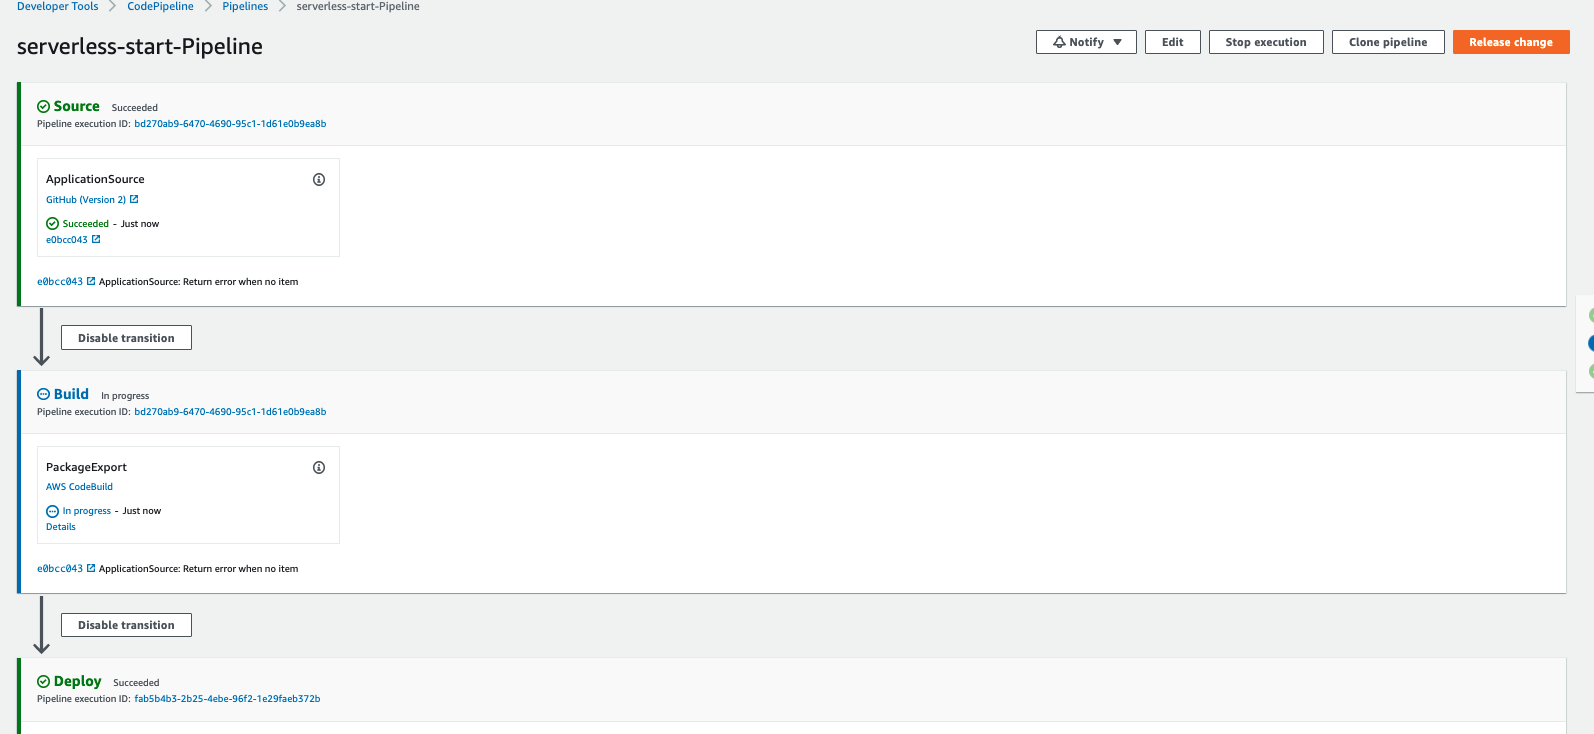 Developer Tools > CodePipeline > Pipelines > serverless-start-Pipeline
serverless-start-Pipeline
Notify
Edit
Stop execution
Clone pipeline
Release change
Source Succeeded
Pipeline execution ID: bd270ab9-6470-4690-95c1-1d61e0b9ea8b
ApplicationSource
GitHub (Version 2)
Succeeded - Just now
e0bcc043
e0bcc043 ApplicationSource: Return error when no item
Disable transition
Build In progress
Pipeline execution ID: bd270ab9-6470-4690-95c1-1d61e0b9ea8b
PackageExport
AWS CodeBuild
In progress - Just now
Details
e0bcc043 ApplicationSource: Return error when no item
Disable transition
Deploy Succeeded
Pipeline execution ID: fab5b4b3-2b25-4ebe-96f2-1e29faeb372b